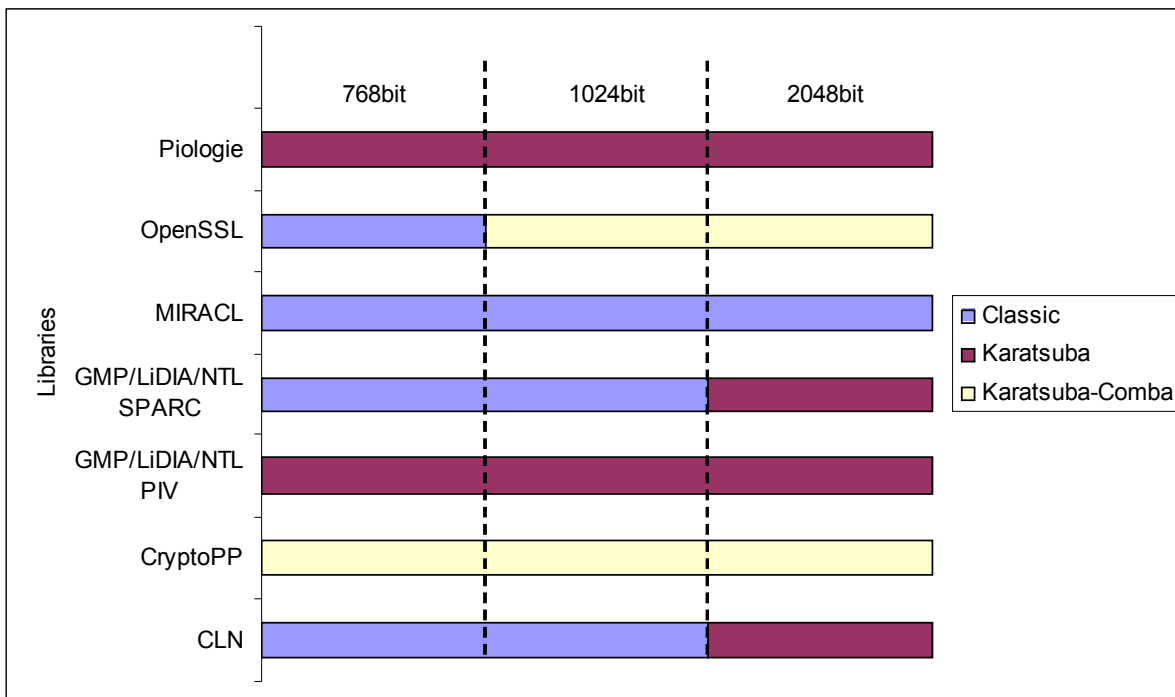 768bit
1024bit
2048bit
Piologie
OpenSSL
MIRACL
GMP/LiDIA/NTL
SPARC
GMP/LiDIA/NTL
PIV
CryptoPP
CLN
Libraries
Classic
Karatsuba
Karatsuba-Comba